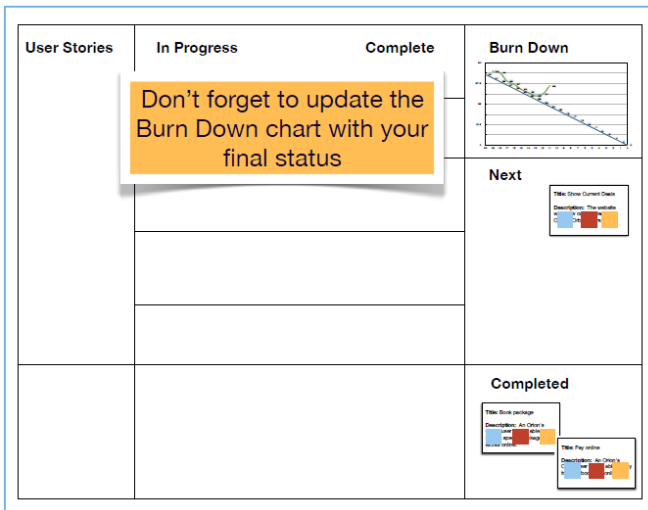 User Stories
In Progress
Complete
Burn Down
Don't forget to update the
Burn Down chart with your
final status
Next
Title: Show Current Deals
Description: The website
Completed
Title: Book package
Description: An Orion's
Title: Pay online
Description: An Orion's